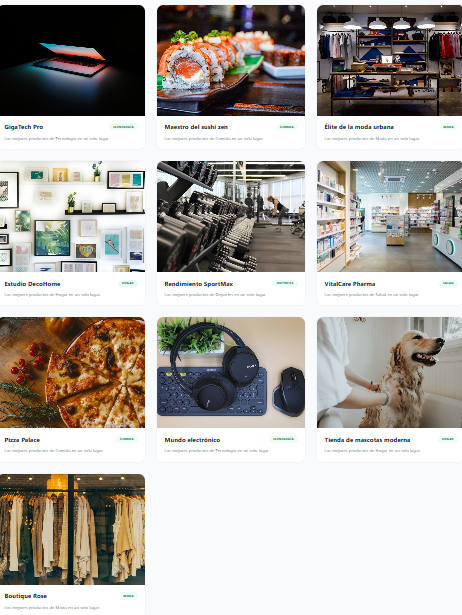 GigaTech Pro
TECNOLOGÍA
Los mejores productos de Tecnología en un solo lugar.
Maestro del sushi zen
COMIDA
Los mejores productos de Comida en un solo lugar.
Élite de la moda urbana
MODA
Los mejores productos de Moda en un solo lugar.
Estudio DecoHome
HOGAR
Los mejores productos de Hogar en un solo lugar.
Rendimiento SportMax
DEPORTES
Los mejores productos de Deportes en un solo lugar.
VitalCare Pharma
SALUD
Los mejores productos de Salud en un solo lugar.
Pizza Palace
COMIDA
Los mejores productos de Comida en un solo lugar.
SONY
Mundo electrónico
TECNOLOGÍA
Los mejores productos de Tecnología en un solo lugar.
Tienda de mascotas moderna
HOGAR
Los mejores productos de Hogar en un solo lugar.
Boutique Rose
MODA
Los mejores productos de Moda en un solo lugar.